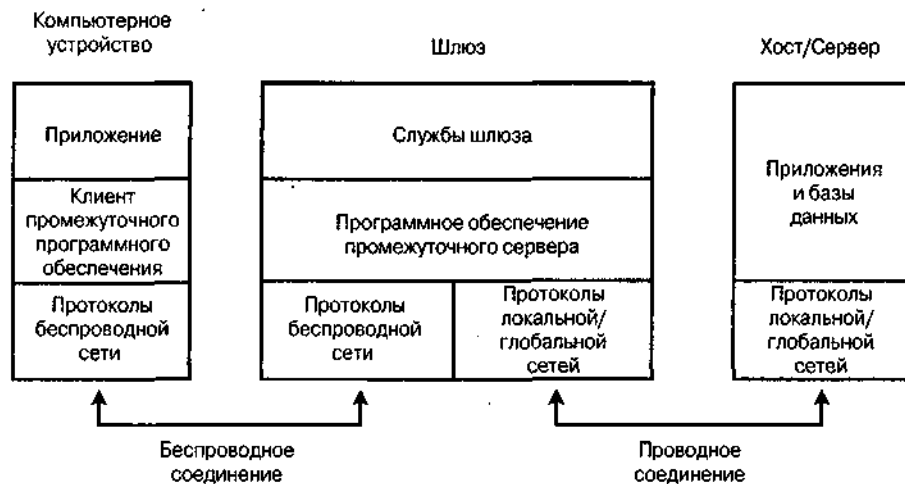 Компьютерное
устройство
Шлюз
Хост/Сервер
Приложение
Клиент
промежуточного
программного
обеспечения
Протоколы
беспроводной
сети
Службы шлюза
Программное обеспечение
промежуточного сервера
Протоколы
беспроводной
сети
Протоколы
локальной/
глобальной
сетей
Приложения
и базы
данных
Протоколы
локальной/
глобальной
сетей
Беспроводное
соединение
Проводное
соединение